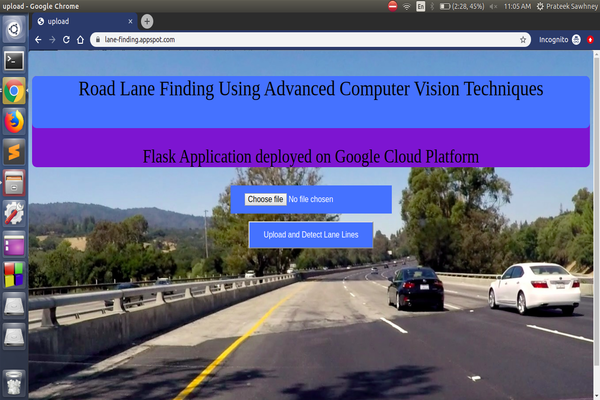 upload - Google Chrome
En
(2:28, 45%)
11:05 AM
Prateek Sawhney
upload
lane-finding.appspot.com
Incognito
Road Lane Finding Using Advanced Computer Vision Techniques
Flask Application deployed on Google Cloud Platform
Choose file No file chosen
Upload and Detect Lane Lines